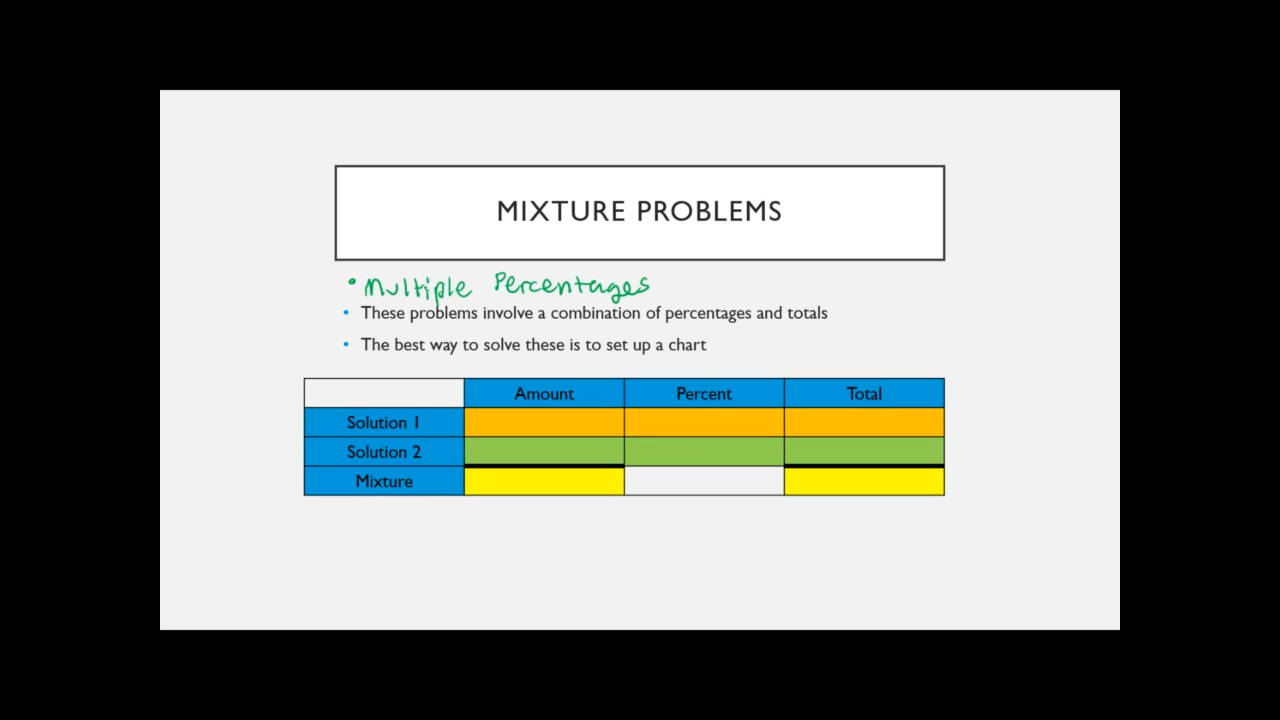 MIXTURE PROBLEMS
• Multiple Percentages
• These problems involve a combination of percentages and totals
• The best way to solve these is to set up a chart
Amount Percent Total
Solution 1
Solution 2
Mixture